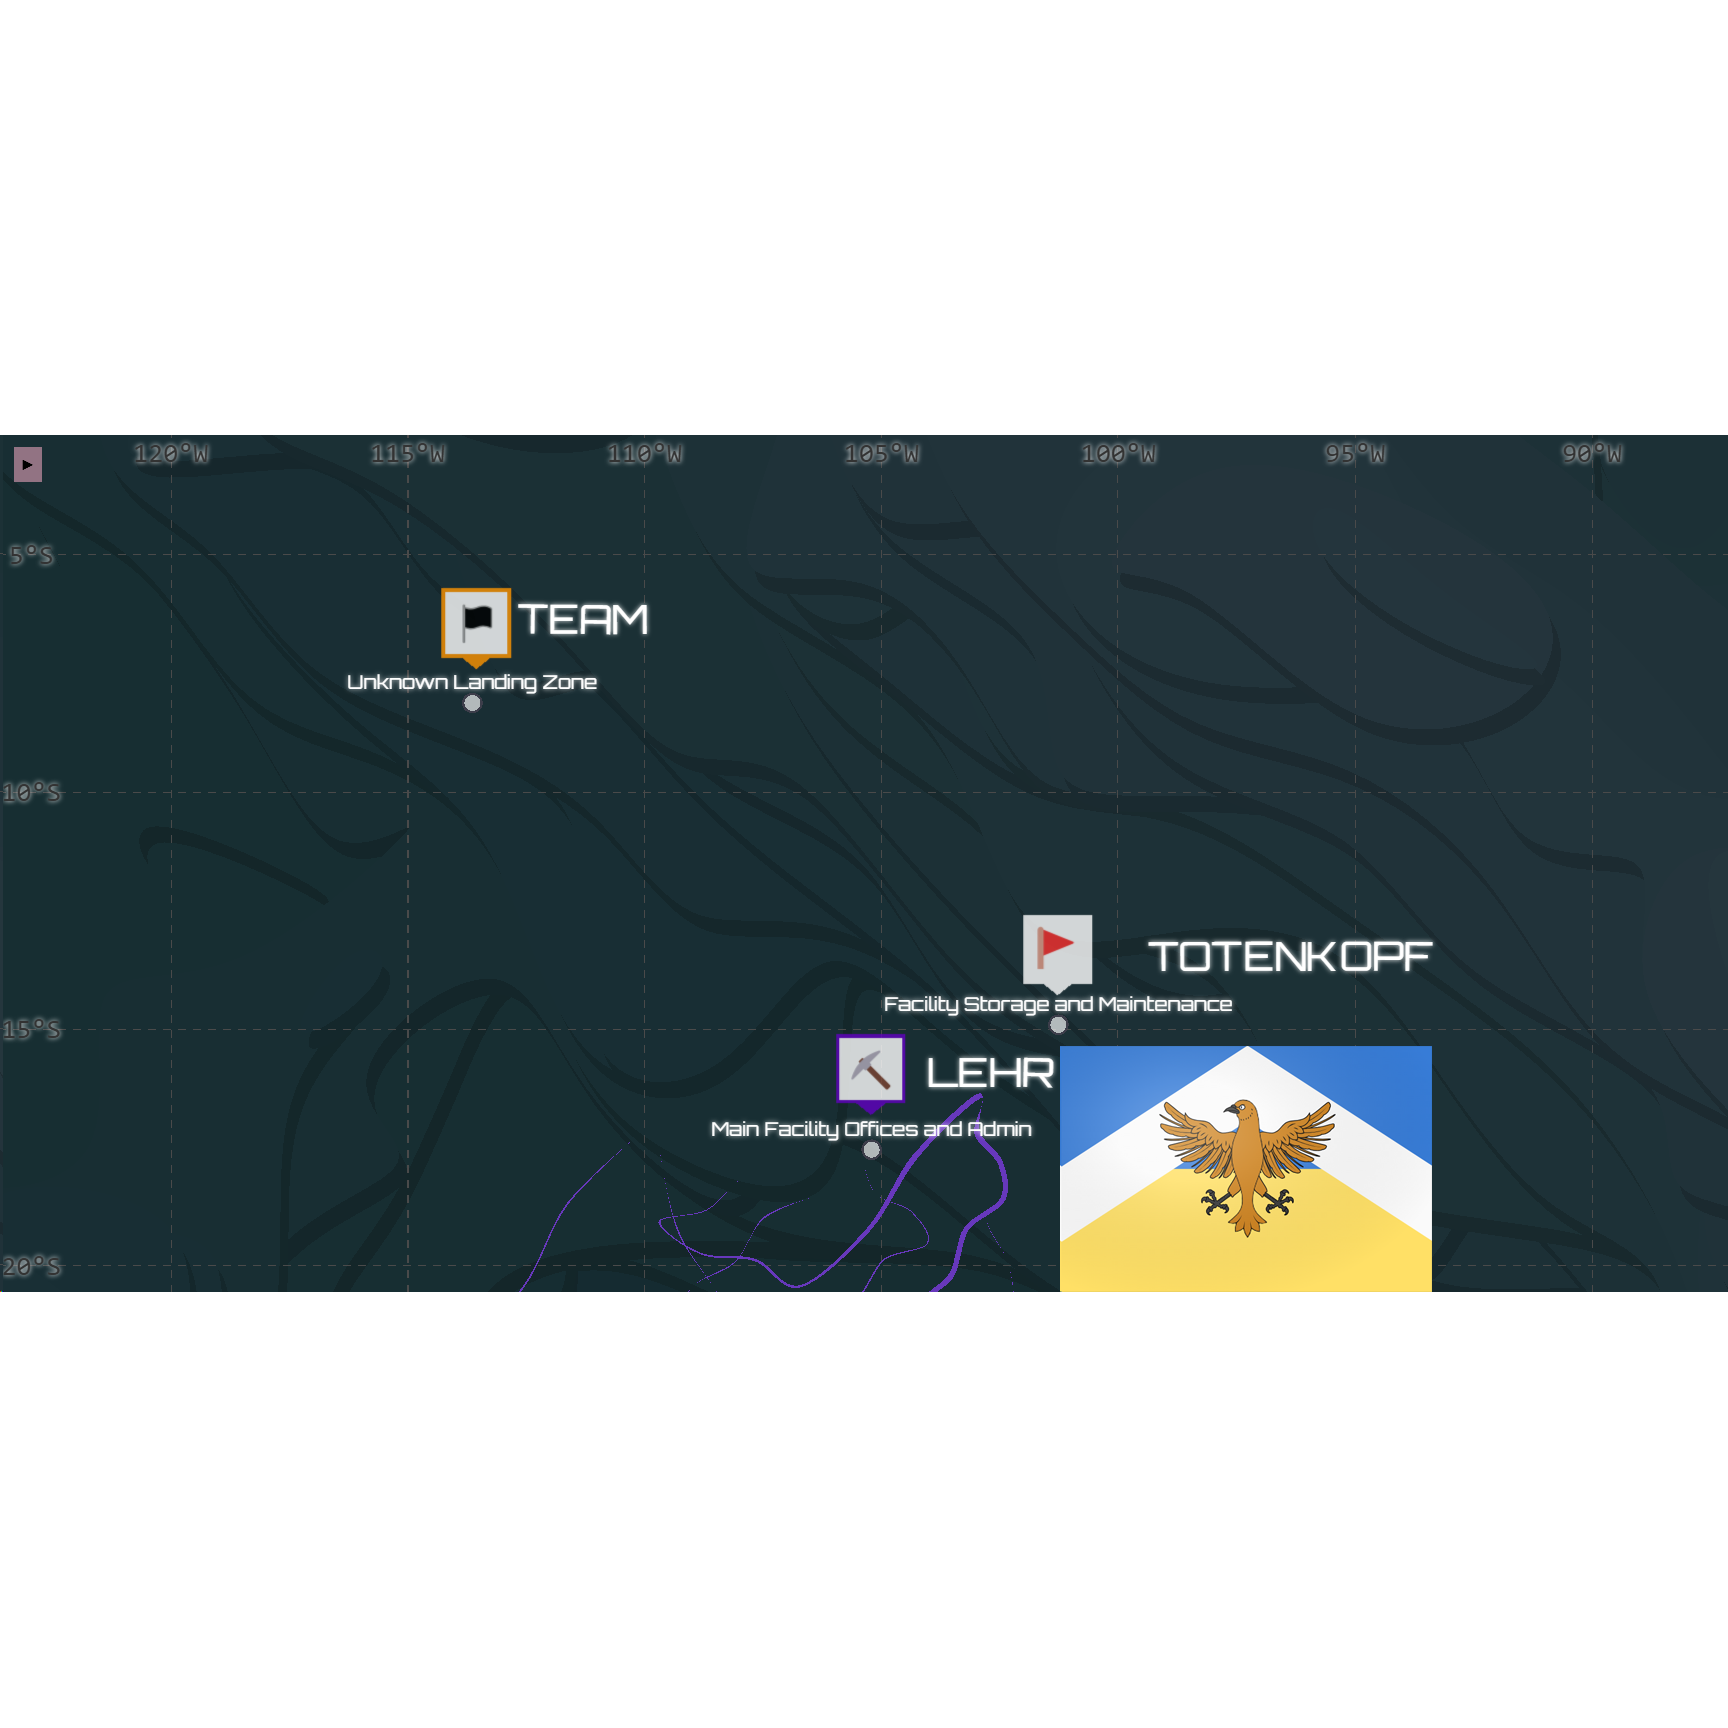 120°W 115°W 110°W 105°W 100°W 95°W 90°W
5°S
TEAM
Unknown Landing Zone
10°S
TOTENKOPF
Facility Storage and Maintenance
15°S
LEHR
Main Facility Offices and Admin
20°S